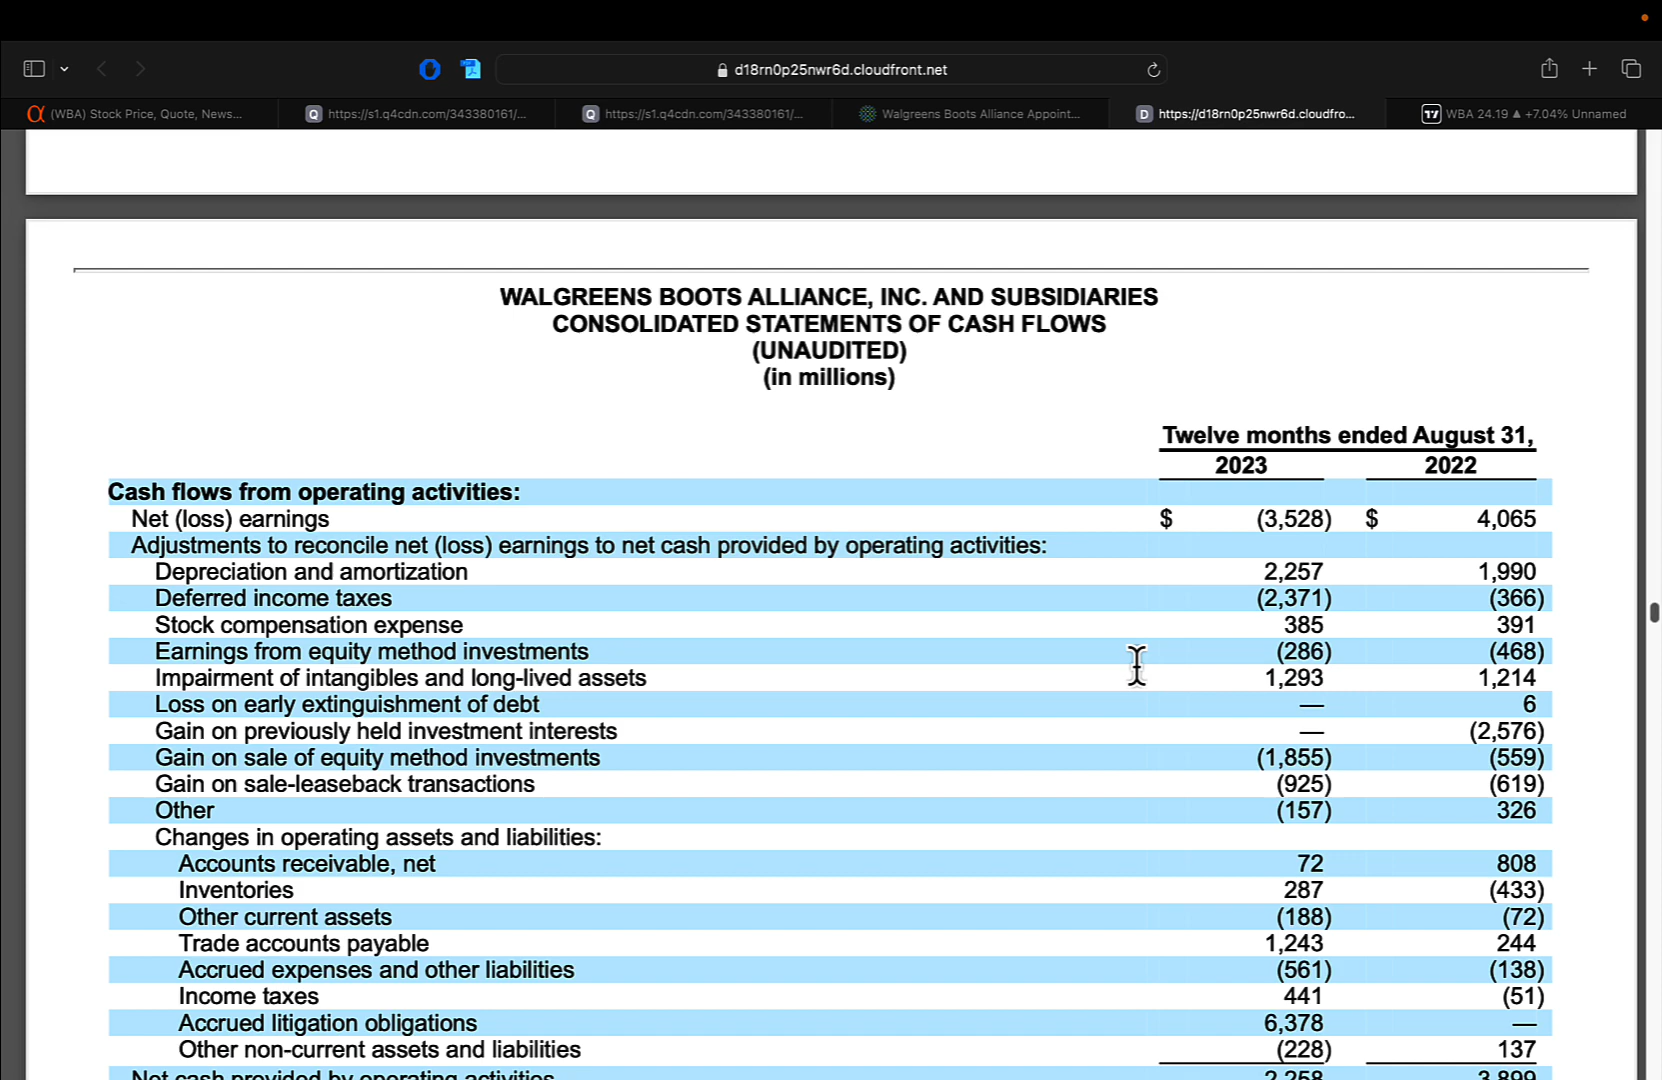 d18rn0p25nwr6d.cloudfront.net
(WBA) Stock Price, Quote, News...
Q https://s1.q4cdn.com/343380161/...
Q https://s1.q4cdn.com/343380161/...
Walgreens Boots Alliance Appoint...
D https://d18rn0p25nwr6d.cloudfro...
WBA 24.19 ▲ +7.04% Unnamed
WALGREENS BOOTS ALLIANCE, INC. AND SUBSIDIARIES
CONSOLIDATED STATEMENTS OF CASH FLOWS
(UNAUDITED)
(in millions)
Twelve months ended August 31,
2023 2022
Cash flows from operating activities:
Net (loss) earnings $ (3,528) $ 4,065
Adjustments to reconcile net (loss) earnings to net cash provided by operating activities:
Depreciation and amortization 2,257 1,990
Deferred income taxes (2,371) (366)
Stock compensation expense 385 391
Earnings from equity method investments (286) (468)
Impairment of intangibles and long-lived assets 1,293 1,214
Loss on early extinguishment of debt — 6
Gain on previously held investment interests — (2,576)
Gain on sale of equity method investments (1,855) (559)
Gain on sale-leaseback transactions (925) (619)
Other (157) 326
Changes in operating assets and liabilities:
Accounts receivable, net 72 808
Inventories 287 (433)
Other current assets (188) (72)
Trade accounts payable 1,243 244
Accrued expenses and other liabilities (561) (138)
Income taxes 441 (51)
Accrued litigation obligations 6,378 —
Other non-current assets and liabilities (228) 137
Net cash provided by operating activities 2,258 3,899